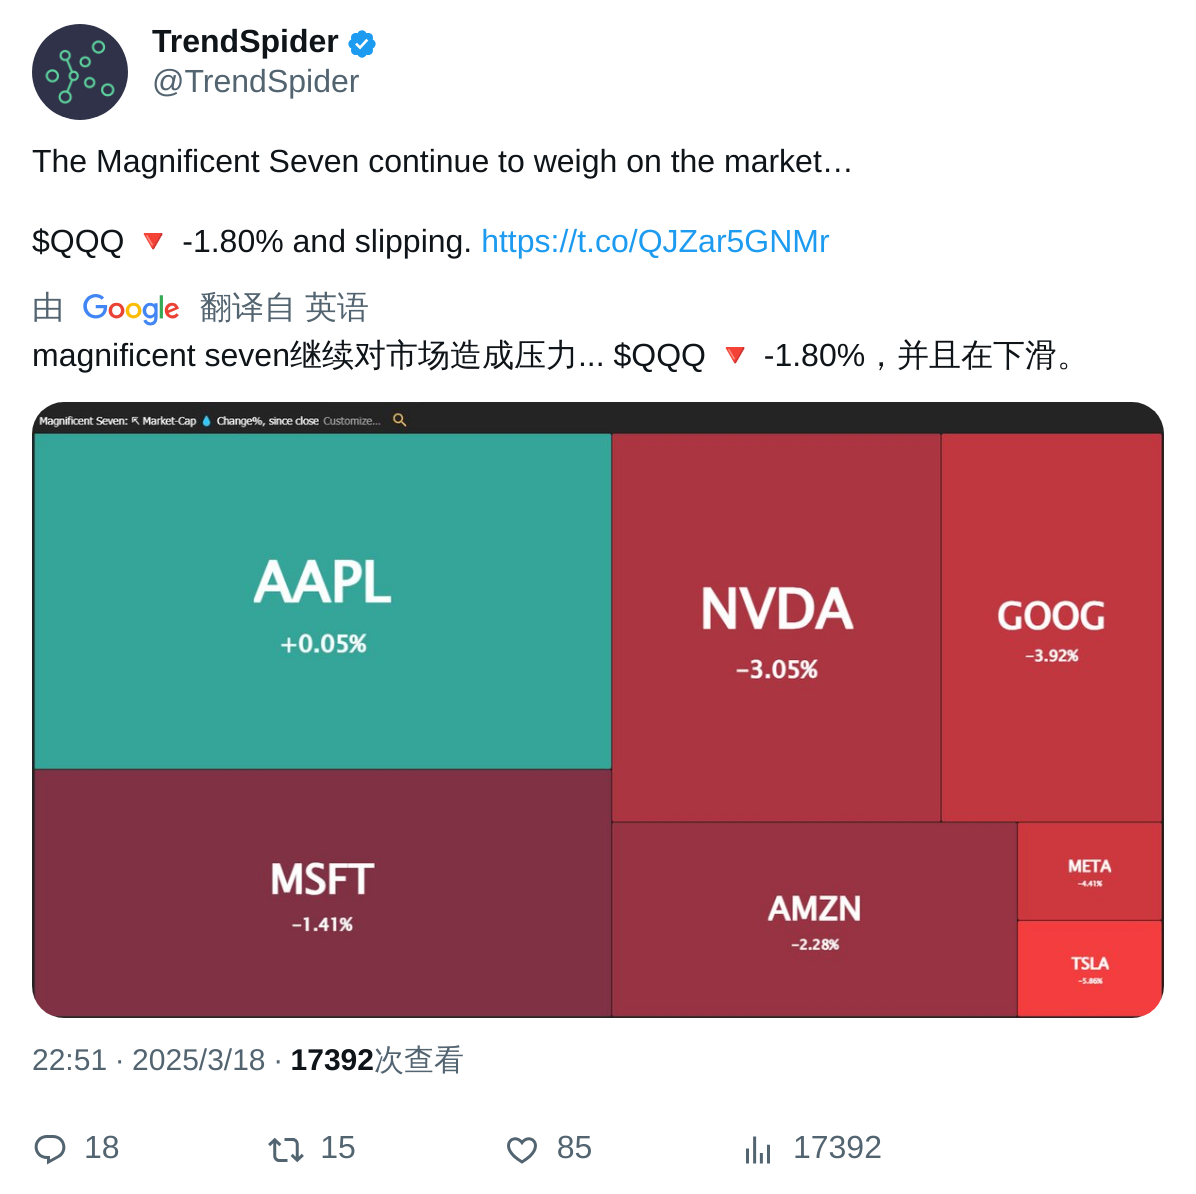 TrendSpider
@TrendSpider
The Magnificent Seven continue to weigh on the market…
$QQQ 🔻 -1.80% and slipping. https://t.co/QJZar5GNMr
由 Google 翻译自 英语
magnificent seven继续对市场造成压力... $QQQ 🔻 -1.80%，并且在下滑。
Magnificent Seven: ⇱ Market-Cap 💧 Change%, since close Customize... 🔍
AAPL
+0.05%
NVDA
-3.05%
GOOG
-3.92%
MSFT
-1.41%
AMZN
-2.28%
META
-4.41%
TSLA
-5.86%
22:51 · 2025/3/18 · 17392次查看
18 15 85 17392